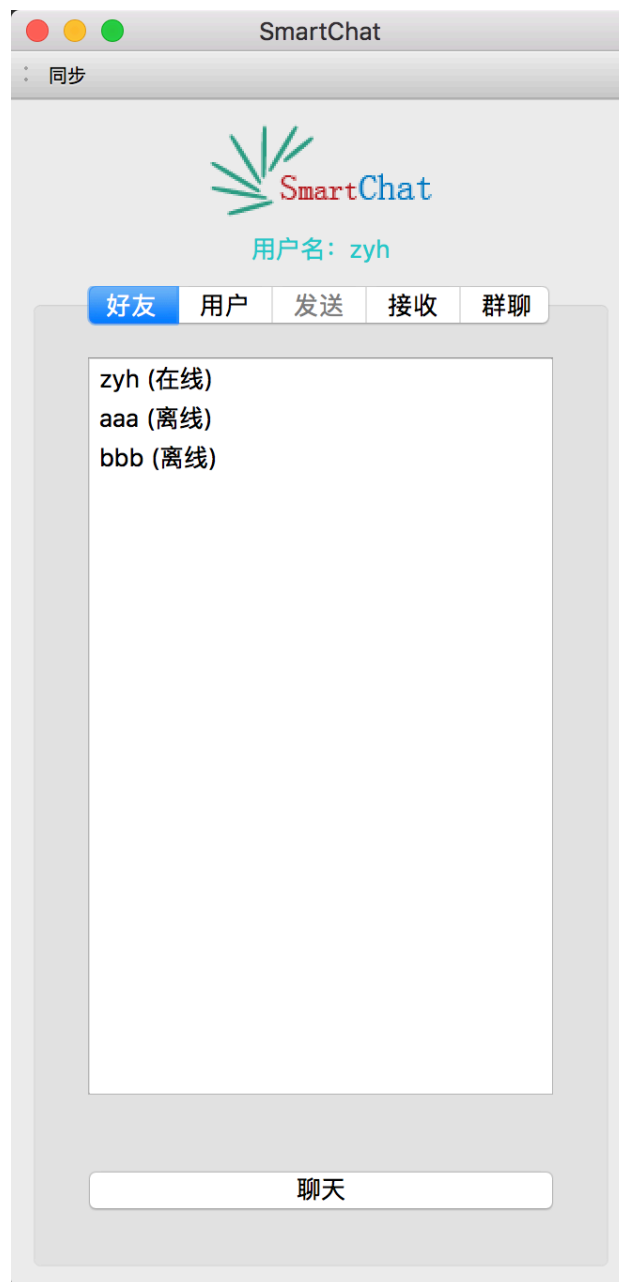 SmartChat
同步
SmartChat
用户名：zyh
好友 用户 发送 接收 群聊
zyh (在线)
aaa (离线)
bbb (离线)
聊天